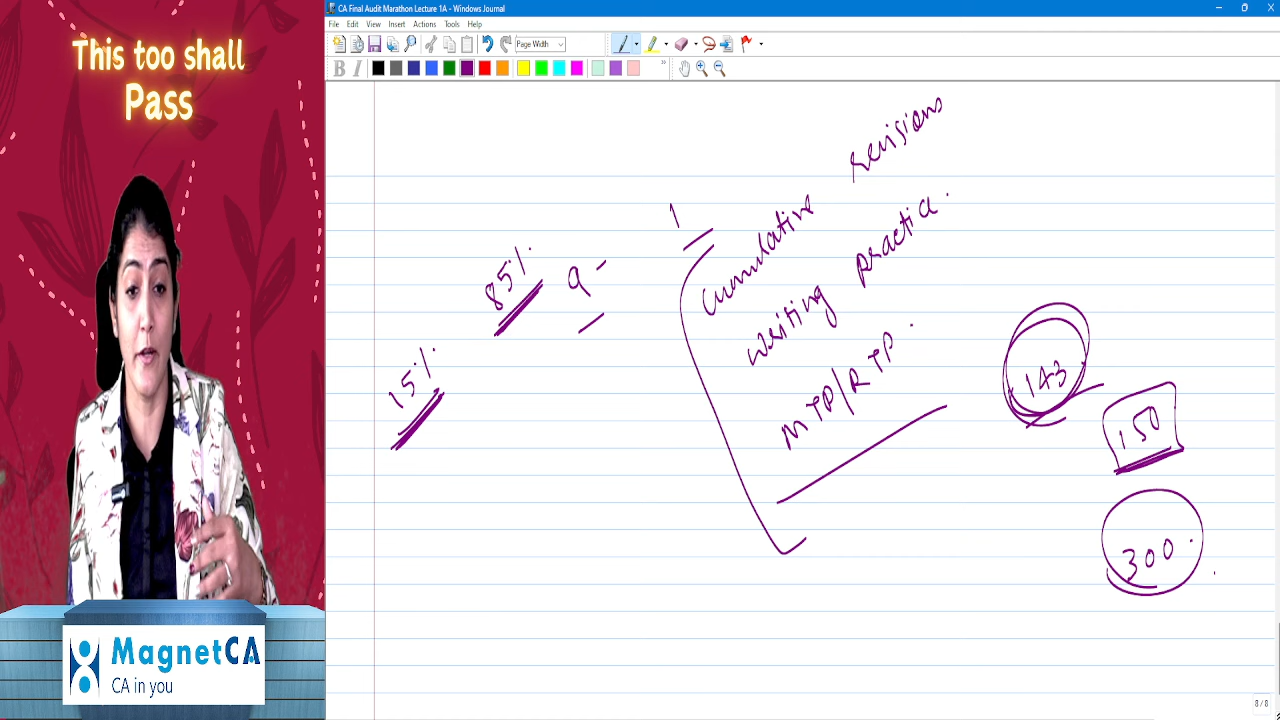 This too shall
Pass
MagnetCA
CA in you
CA Final Audit Marathon Lecture 1A - Windows Journal
File Edit View Insert Actions Tools Help
Page Width
B I
1
Cumulative revisions
writing practice.
MTP/RTP.
85%
9-
15%
143
150
300.
8 / 8